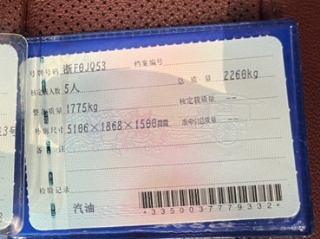 号牌号码 浙F0JQ53 档案编号
核定载人数 5人 总质量 2260kg
整备质量 1775kg 核定载质量 --
外廓尺寸 5106×1868×1500mm 准牵引总质量 --
备注
检验记录
汽油
*3350037779332*